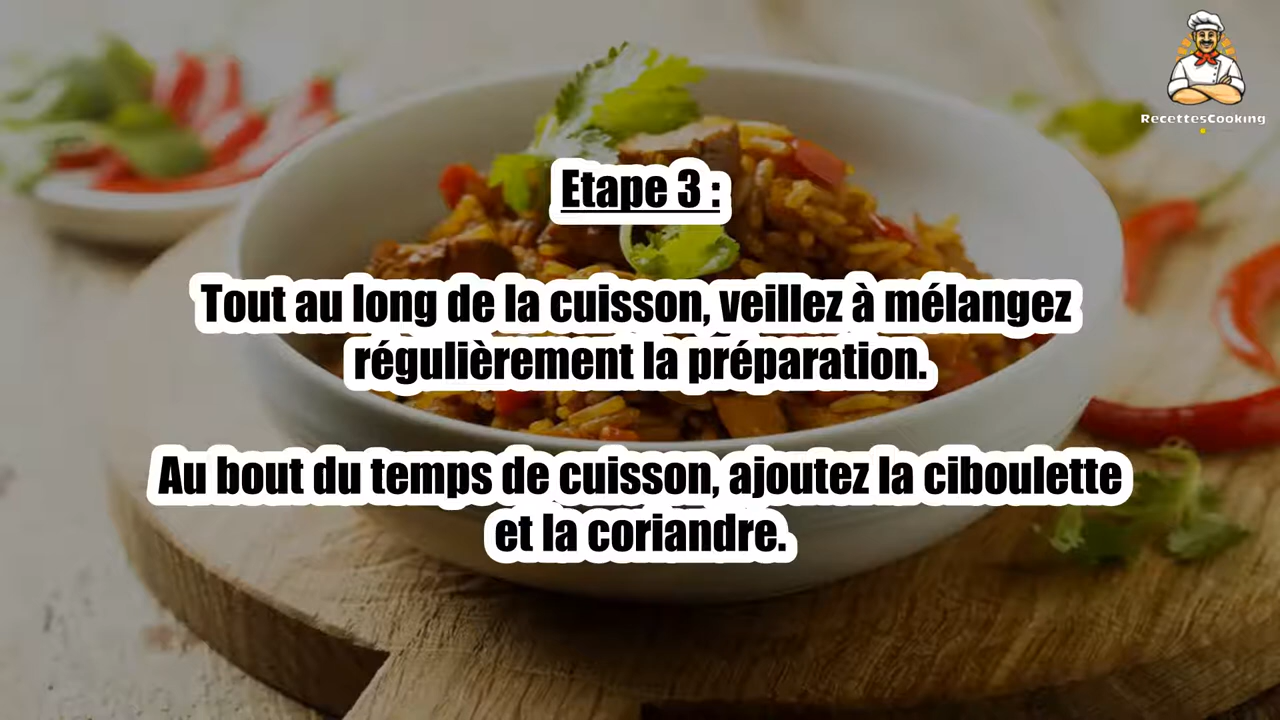 RecettesCooking
Etape 3 :
Tout au long de la cuisson, veillez à mélangez
régulièrement la préparation.
Au bout du temps de cuisson, ajoutez la ciboulette
et la coriandre.